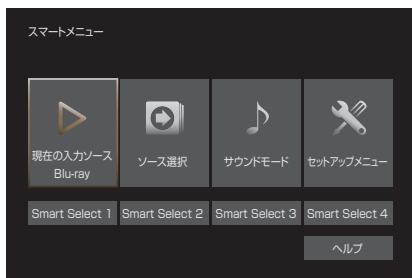 スマートメニュー
現在の入力ソース
Blu-ray
ソース選択
サウンドモード
セットアップメニュー
Smart Select 1
Smart Select 2
Smart Select 3
Smart Select 4
ヘルプ